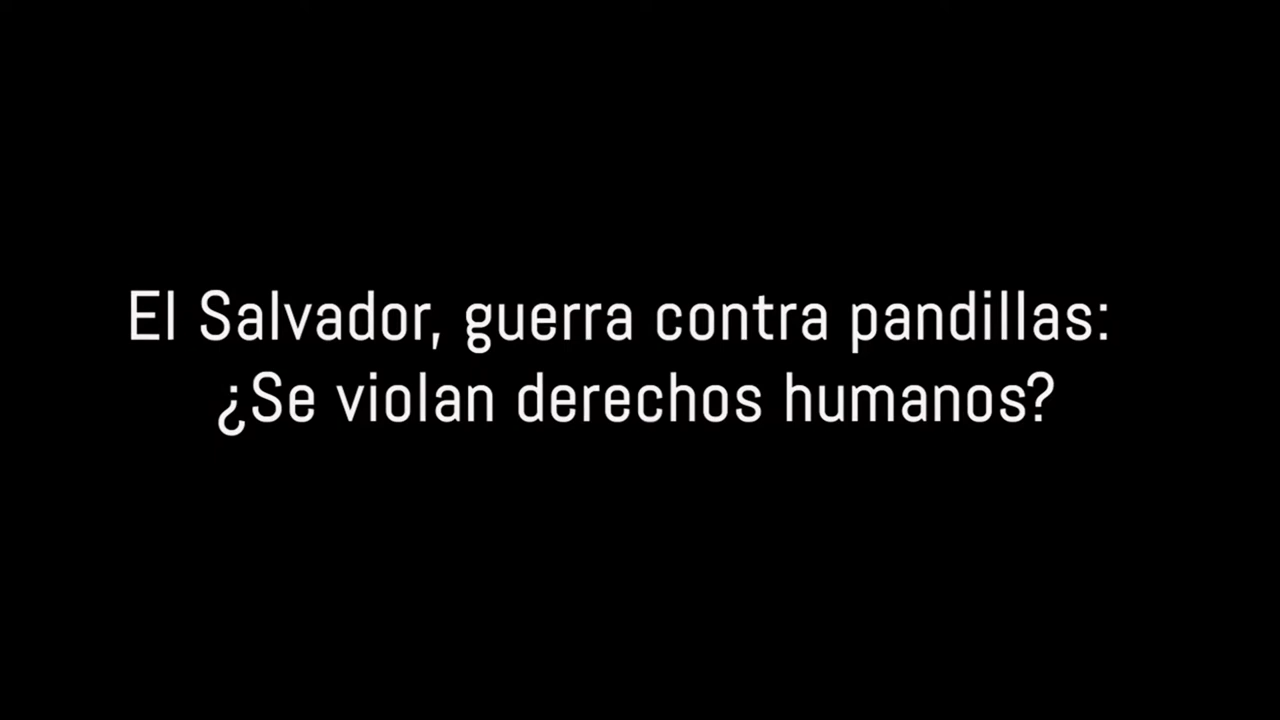 El Salvador, guerra contra pandillas:
¿Se violan derechos humanos?